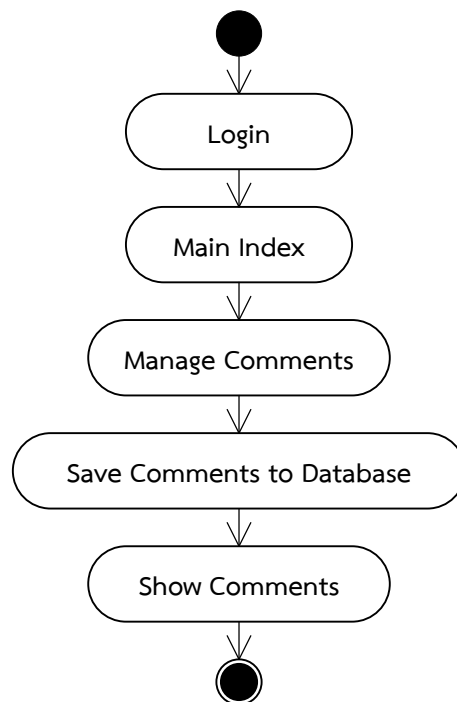 Login
Main Index
Manage Comments
Save Comments to Database
Show Comments